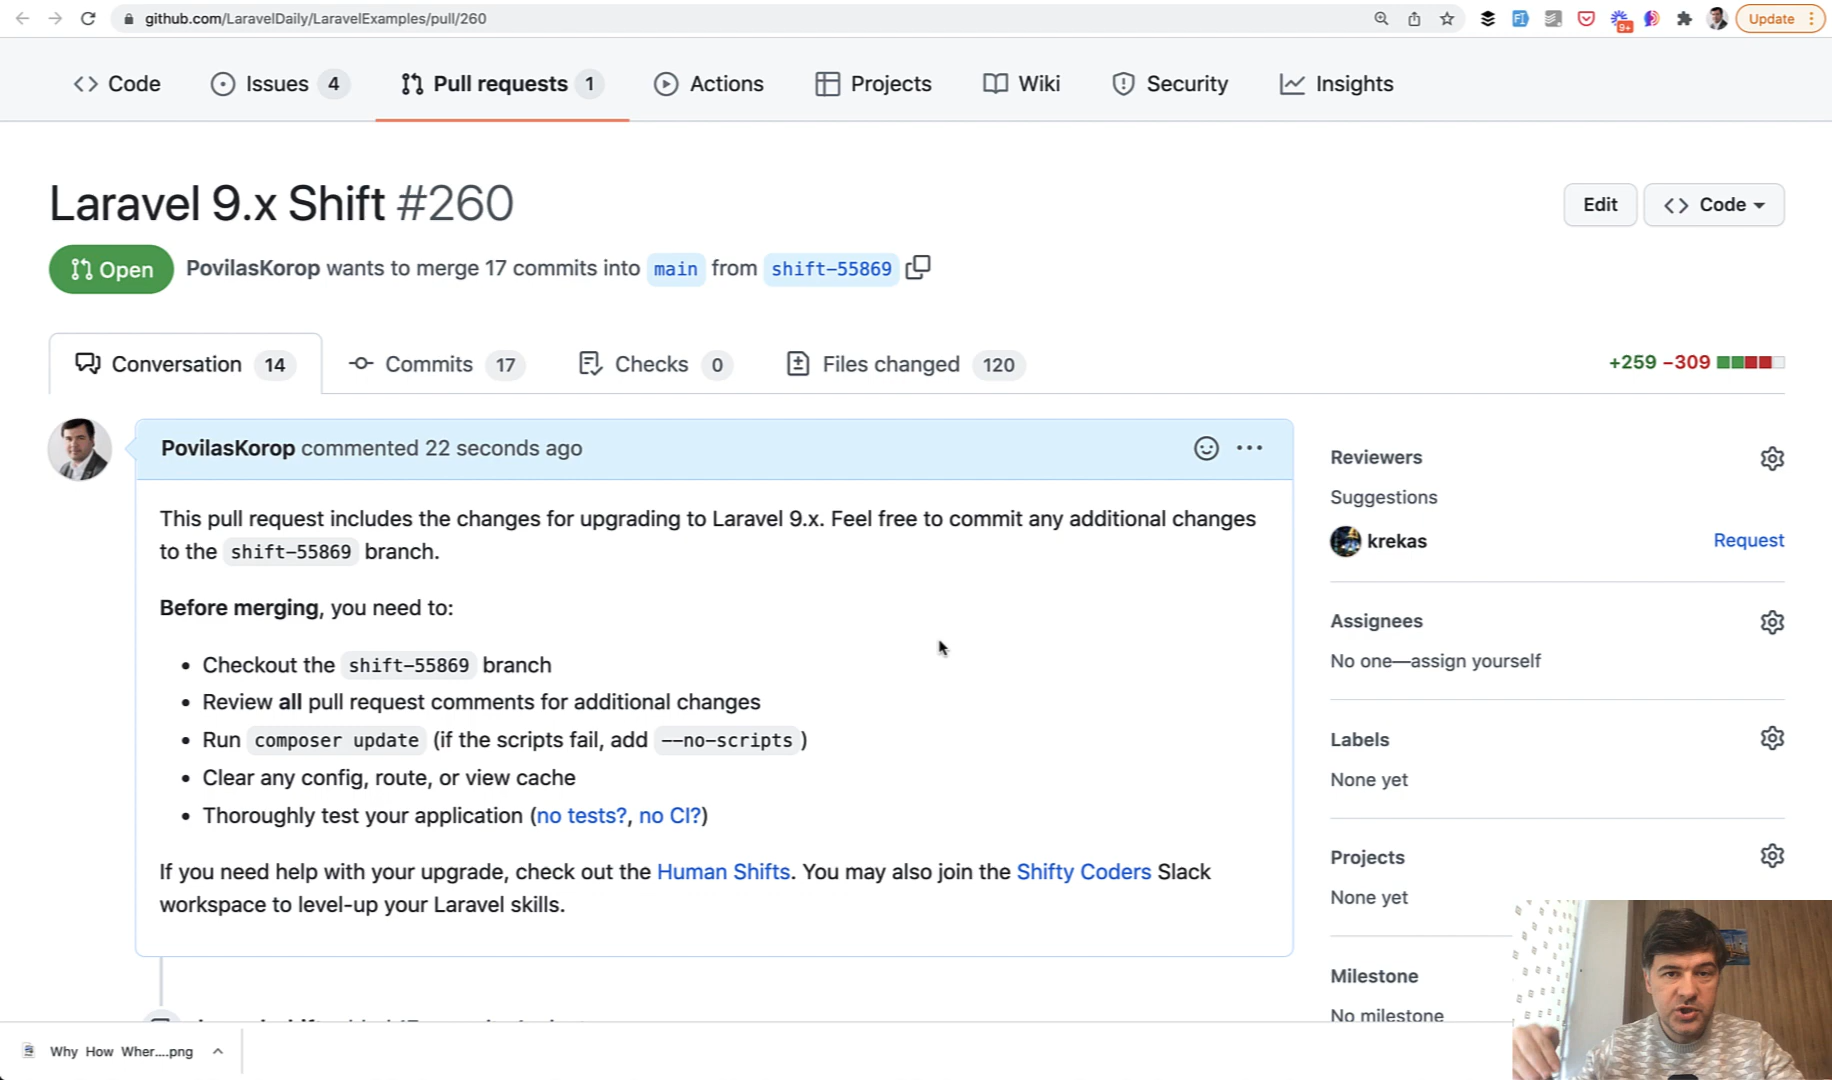 github.com/LaravelDaily/LaravelExamples/pull/260
9+
Update
Code
Issues 4
Pull requests 1
Actions
Projects
Wiki
Security
Insights
Laravel 9.x Shift #260
Edit
Code
Open
PovilasKorop wants to merge 17 commits into main from shift-55869
Conversation 14
Commits 17
Checks 0
Files changed 120
+259 −309
PovilasKorop commented 22 seconds ago
This pull request includes the changes for upgrading to Laravel 9.x. Feel free to commit any additional changes
to the shift-55869 branch.
Before merging, you need to:
• Checkout the shift-55869 branch
• Review all pull request comments for additional changes
• Run composer update (if the scripts fail, add --no-scripts)
• Clear any config, route, or view cache
• Thoroughly test your application (no tests?, no CI?)
If you need help with your upgrade, check out the Human Shifts. You may also join the Shifty Coders Slack
workspace to level-up your Laravel skills.
Reviewers
Suggestions
krekas
Request
Assignees
No one—assign yourself
Labels
None yet
Projects
None yet
Milestone
No milestone
Why How Wher....png